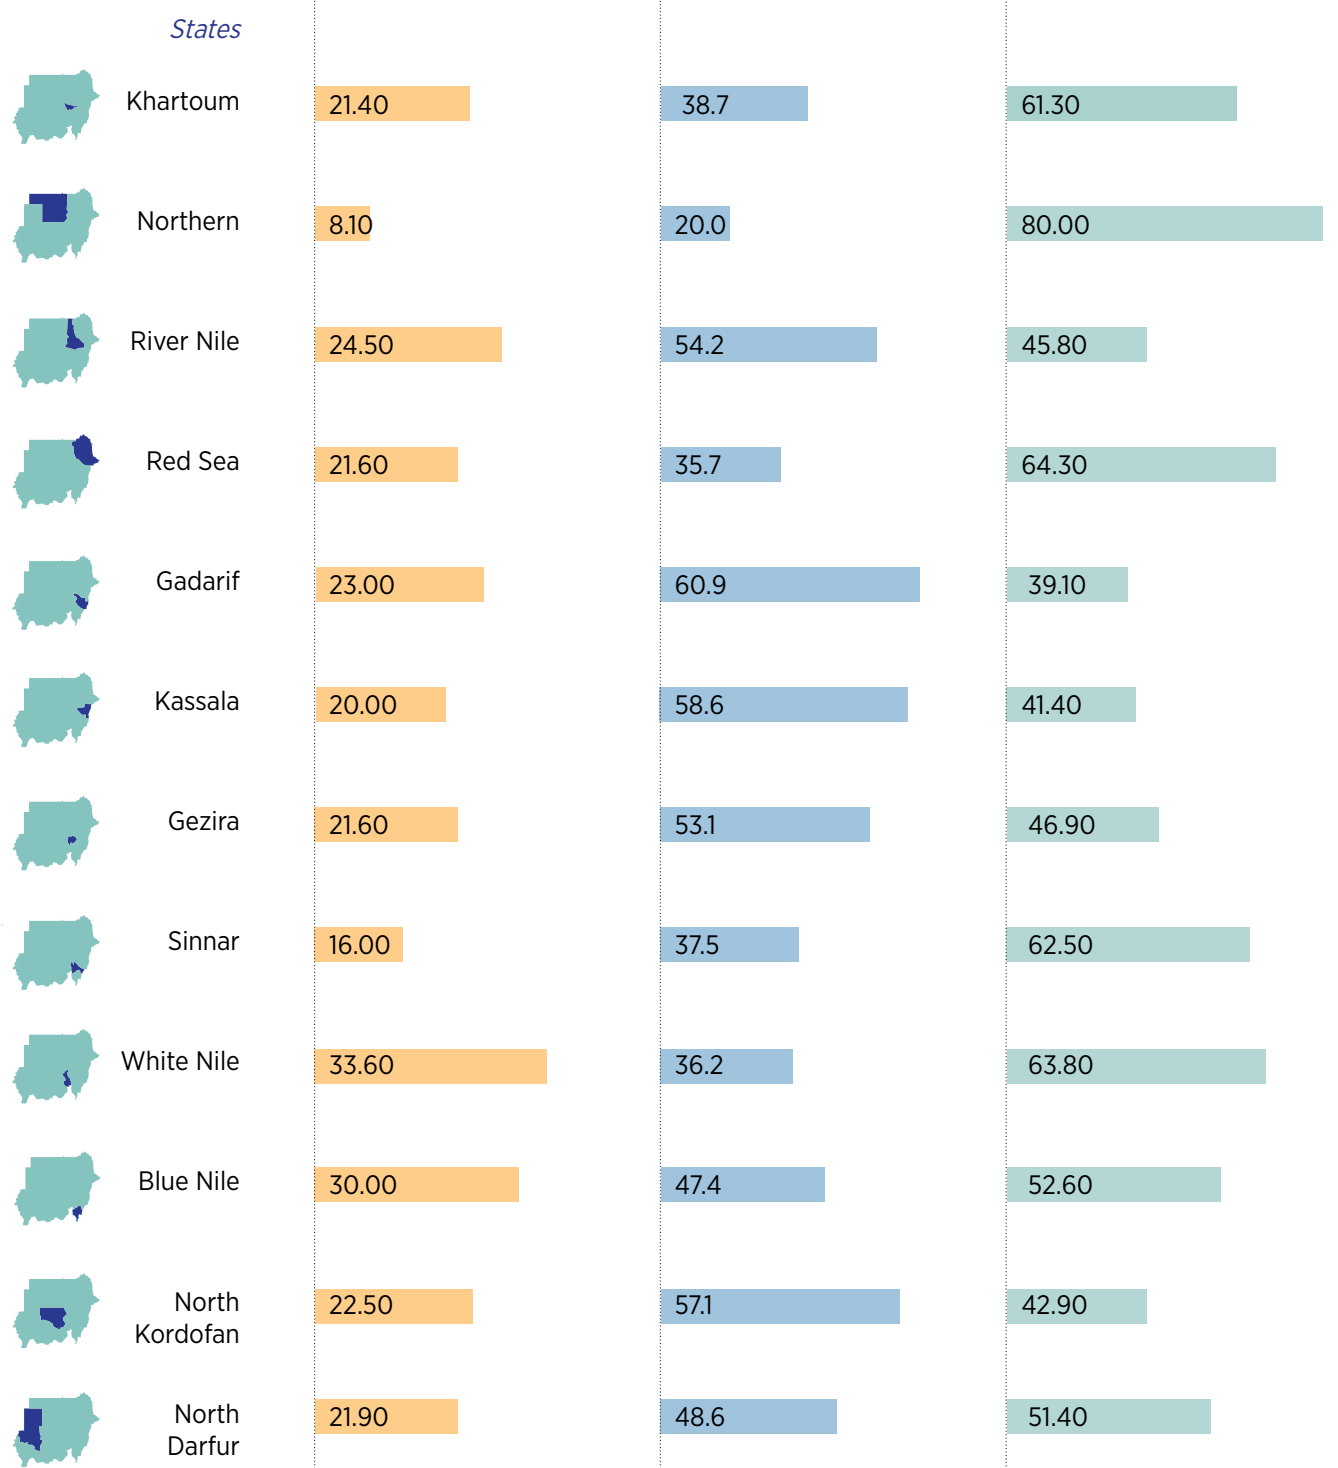 States
Khartoum 21.40 38.7 61.30
Northern 8.10 20.0 80.00
River Nile 24.50 54.2 45.80
Red Sea 21.60 35.7 64.30
Gadarif 23.00 60.9 39.10
Kassala 20.00 58.6 41.40
Gezira 21.60 53.1 46.90
Sinnar 16.00 37.5 62.50
White Nile 33.60 36.2 63.80
Blue Nile 30.00 47.4 52.60
North
Kordofan 22.50 57.1 42.90
North
Darfur 21.90 48.6 51.40